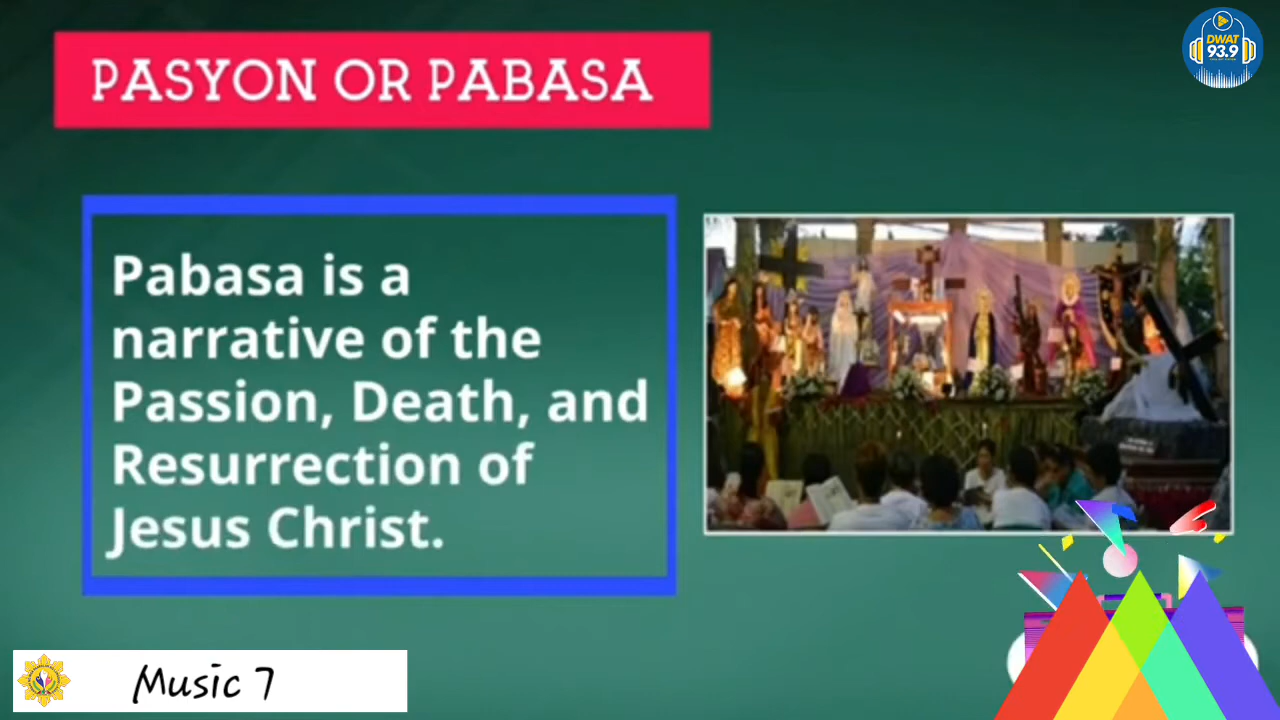 PASYON OR PABASA
DWAT
93.9
Pabasa is a
narrative of the
Passion, Death, and
Resurrection of
Jesus Christ.
Music 7